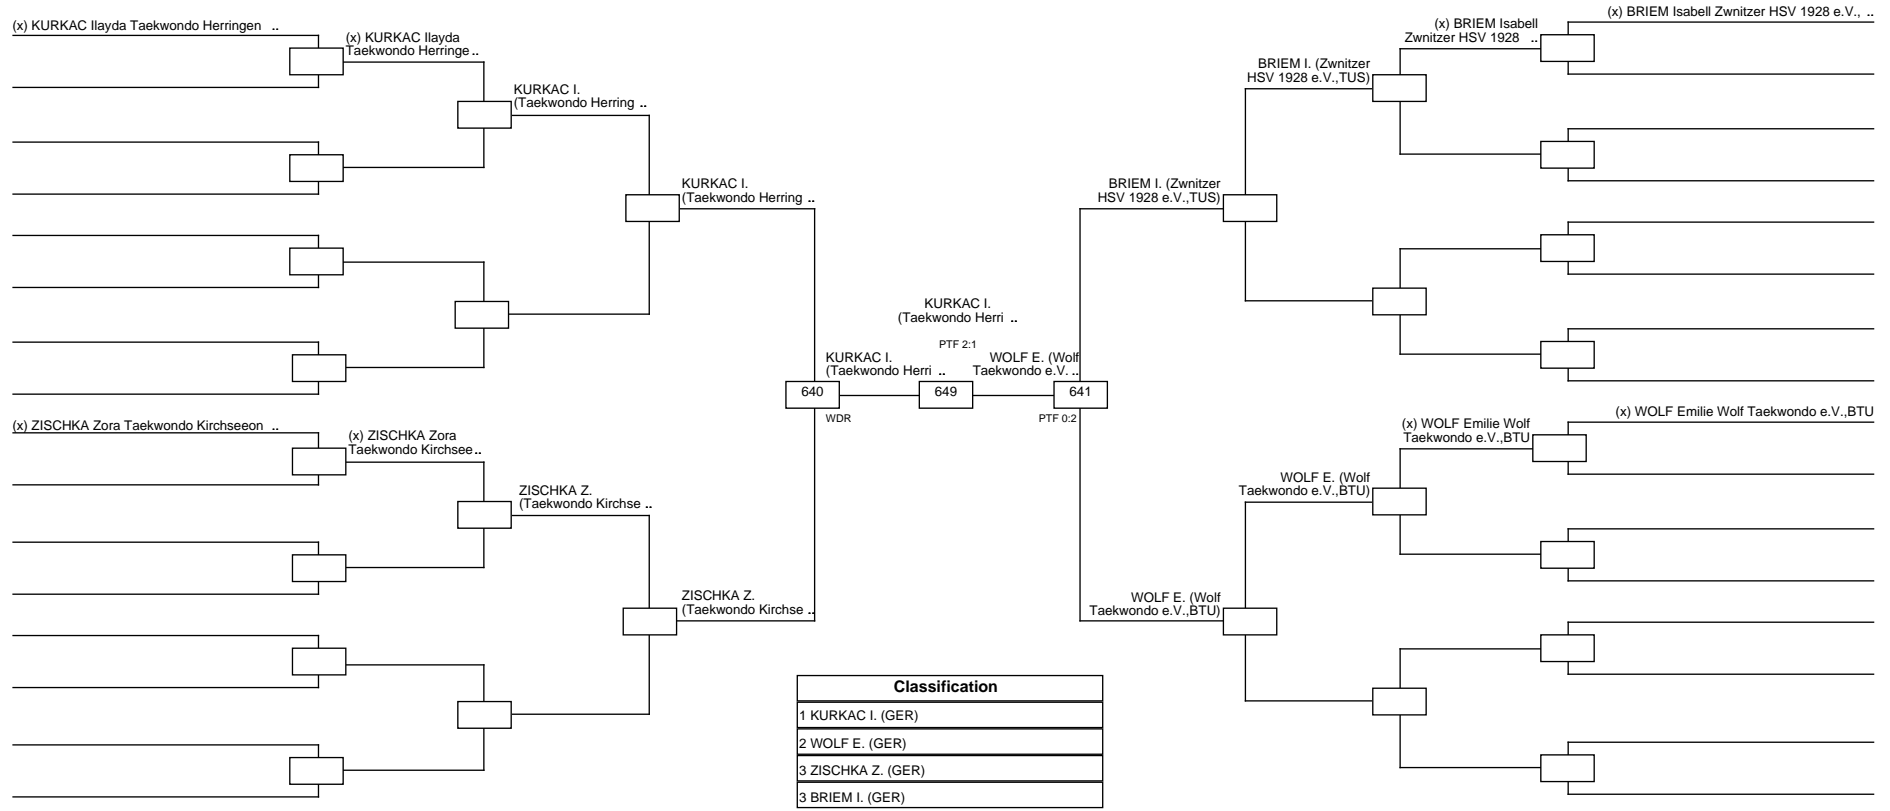 (x) KURKAC Ilayda Taekwondo Herringen ..
(x) KURKAC Ilayda
Taekwondo Herringe ..
KURKAC I.
(Taekwondo Herring ..
KURKAC I.
(Taekwondo Herring ..
(x) ZISCHKA Zora Taekwondo Kirchseeon ..
(x) ZISCHKA Zora
Taekwondo Kirchsee ..
ZISCHKA Z.
(Taekwondo Kirchse ..
ZISCHKA Z.
(Taekwondo Kirchse ..
640
WDR
KURKAC I.
(Taekwondo Herri ..
KURKAC I.
(Taekwondo Herri ..
PTF 2:1
649
WOLF E. (Wolf
Taekwondo e.V. ..
641
PTF 0:2
(x) BRIEM Isabell Zwnitzer HSV 1928 e.V., ..
(x) BRIEM Isabell
Zwnitzer HSV 1928 ..
BRIEM I. (Zwnitzer
HSV 1928 e.V.,TUS)
BRIEM I. (Zwnitzer
HSV 1928 e.V.,TUS)
(x) WOLF Emilie Wolf Taekwondo e.V.,BTU
(x) WOLF Emilie Wolf
Taekwondo e.V.,BTU
WOLF E. (Wolf
Taekwondo e.V.,BTU)
WOLF E. (Wolf
Taekwondo e.V.,BTU)
Classification
1 KURKAC I. (GER)
2 WOLF E. (GER)
3 ZISCHKA Z. (GER)
3 BRIEM I. (GER)